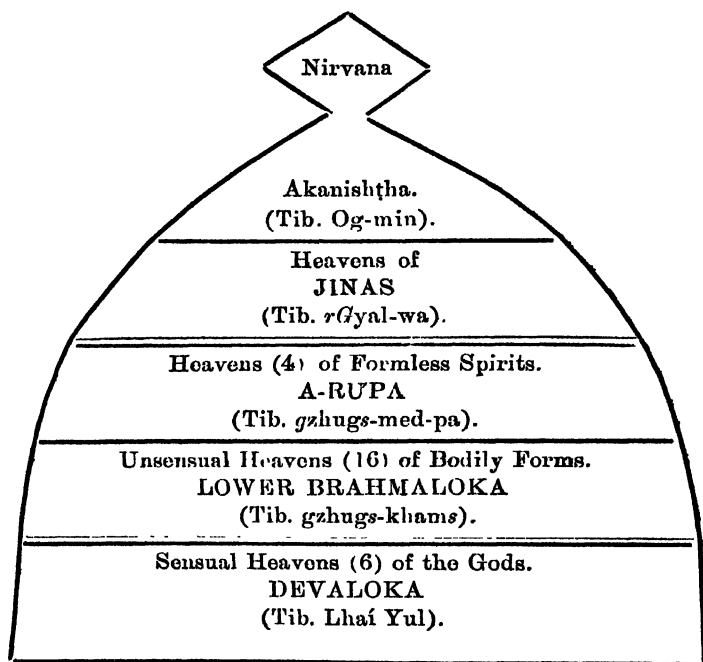 Nirvana
Akanishṭha.
(Tib. Og-min).
Heavens of
JINAS
(Tib. rGyal-wa).
Heavens (4) of Formless Spirits.
A-RŪPA
(Tib. gzhugs-med-pa).
Unsensual Heavens (16) of Bodily Forms.
LOWER BRAHMALOKA
(Tib. gzhugs-khams).
Sensual Heavens (6) of the Gods.
DEVALOKA
(Tib. Lhaí Yul).